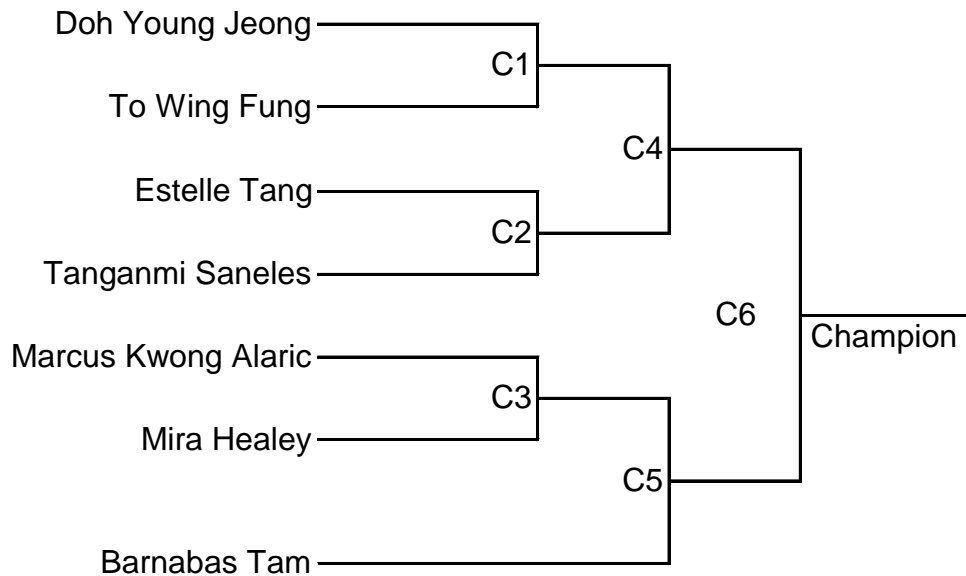 Doh Young Jeong
C1
To Wing Fung
C4
Estelle Tang
C2
Tanganmi Saneles
C6
Champion
Marcus Kwong Alaric
C3
Mira Healey
C5
Barnabas Tam